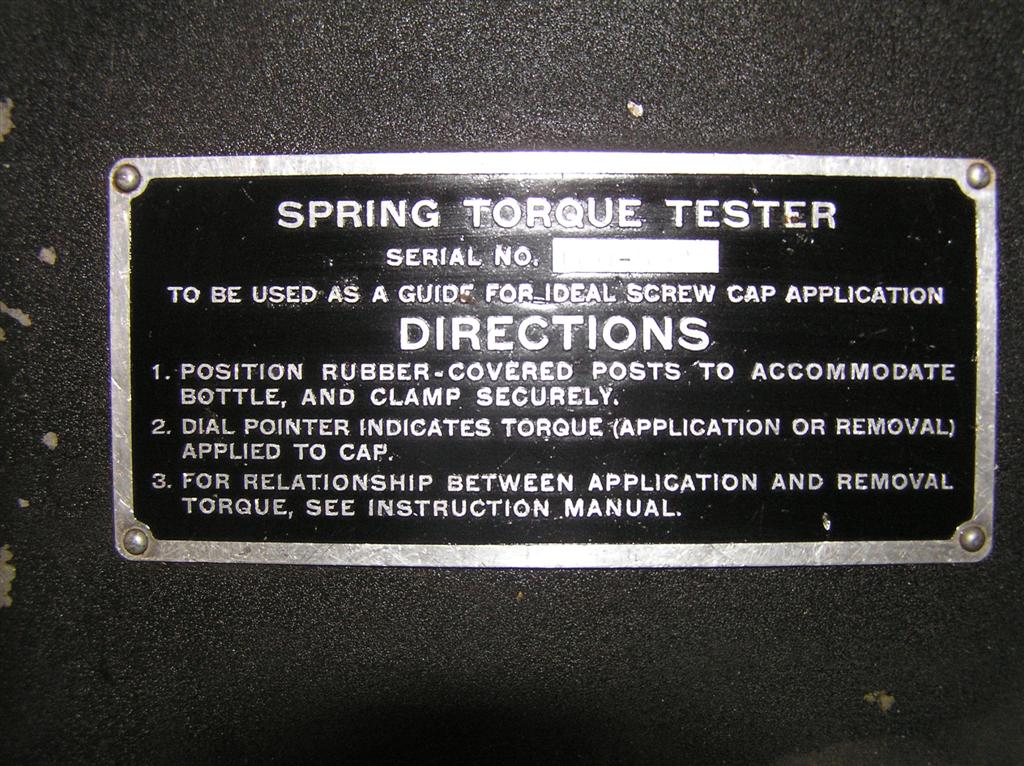 SPRING TORQUE TESTER
SERIAL NO.
TO BE USED AS A GUIDE FOR IDEAL SCREW CAP APPLICATION
DIRECTIONS
1. POSITION RUBBER-COVERED POSTS TO ACCOMMODATE
BOTTLE, AND CLAMP SECURELY.
2. DIAL POINTER INDICATES TORQUE (APPLICATION OR REMOVAL)
APPLIED TO CAP.
3. FOR RELATIONSHIP BETWEEN APPLICATION AND REMOVAL
TORQUE, SEE INSTRUCTION MANUAL.